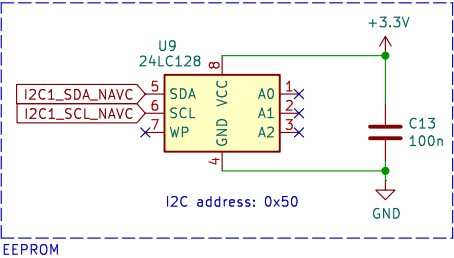 +3.3V
U9
24LC128
8
VCC
I2C1_SDA_NAVC 5 SDA A0 1
I2C1_SCL_NAVC 6 SCL A1 2
7 WP A2 3
GND
4
C13
100n
I2C address: 0x50
GND
EEPROM